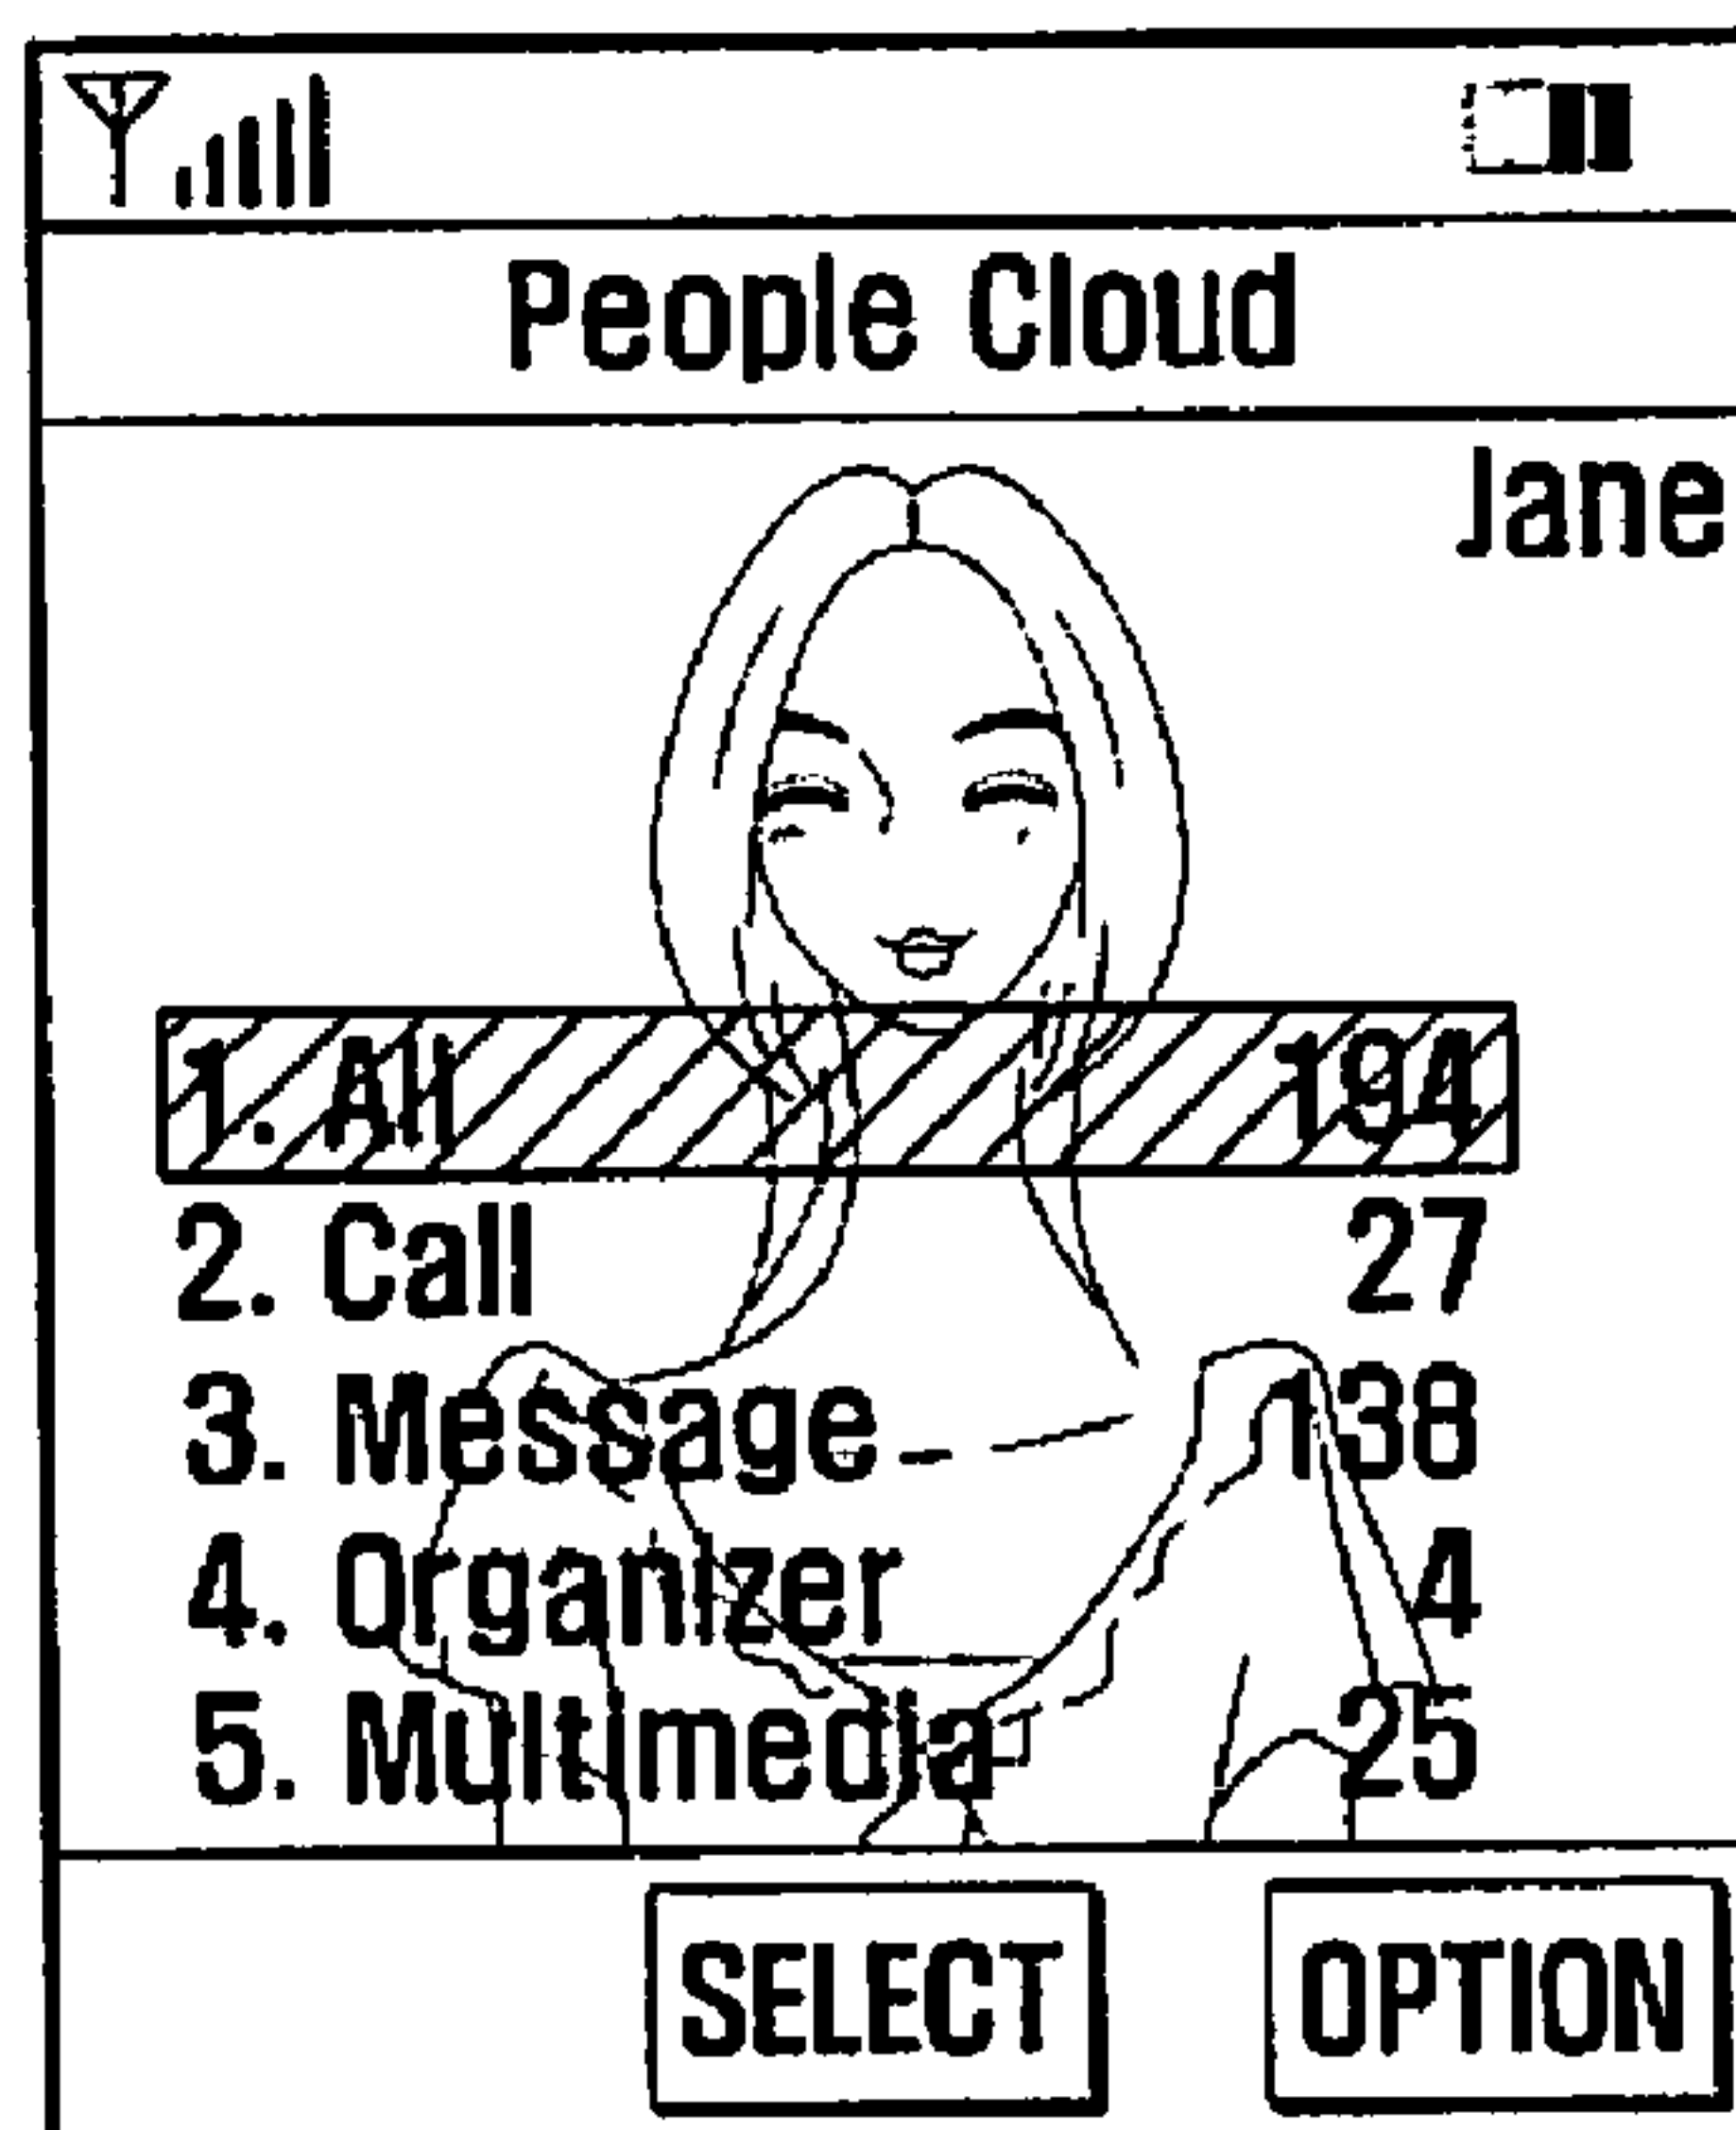 People Cloud
Jane
1. All 194
2. Call 27
3. Message 138
4. Organizer 4
5. Multimedia 25
SELECT OPTION